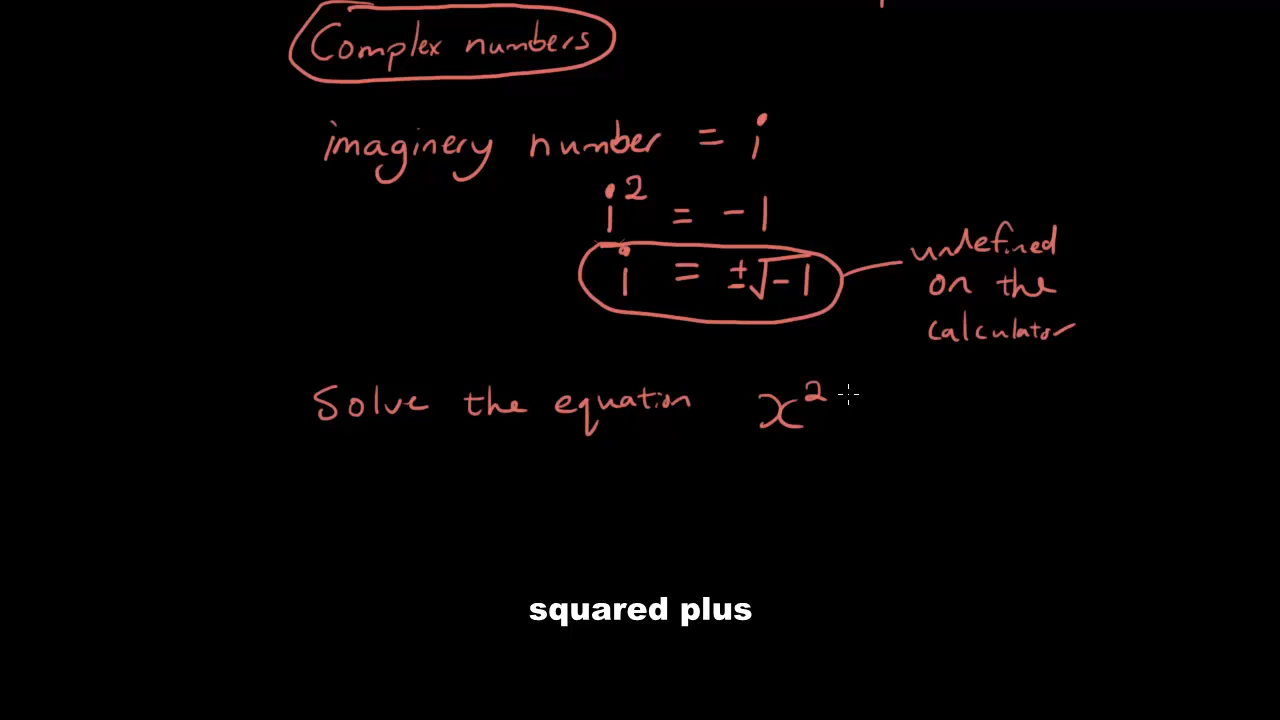 Complex numbers
imaginery number = i
i² = -1
i = ±√-1
undefined
on the
calculator
Solve the equation x²
squared plus